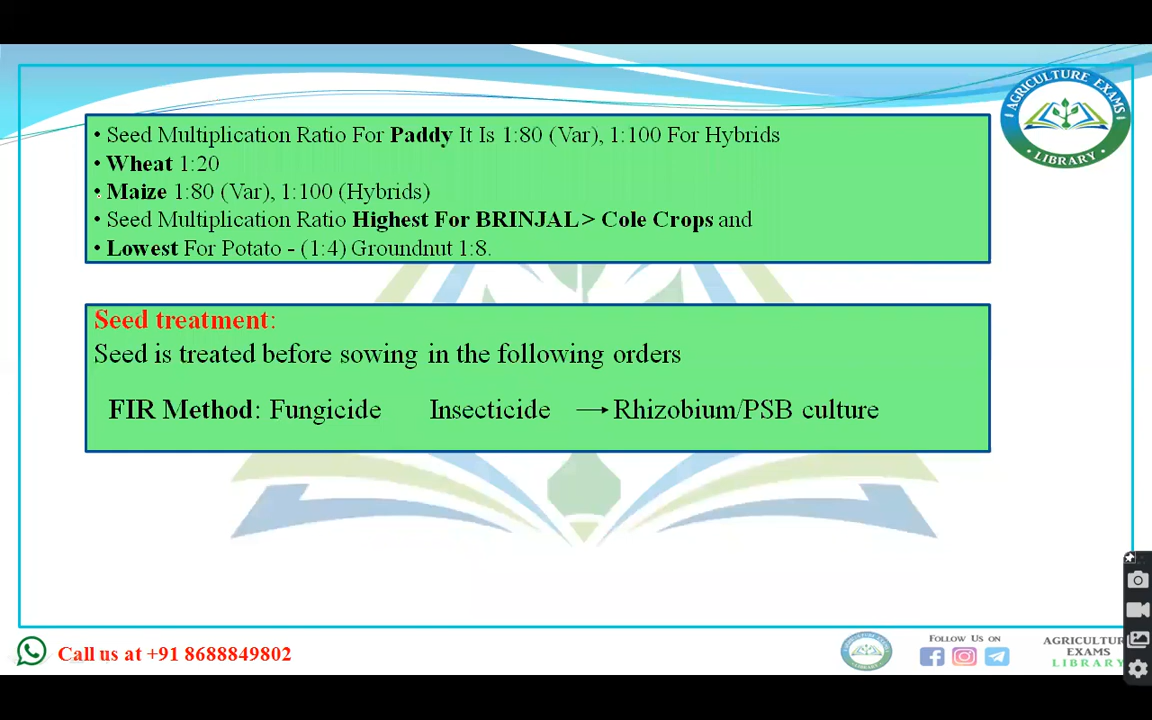 • Seed Multiplication Ratio For Paddy It Is 1:80 (Var), 1:100 For Hybrids
• Wheat 1:20
• Maize 1:80 (Var), 1:100 (Hybrids)
• Seed Multiplication Ratio Highest For BRINJAL > Cole Crops and
• Lowest For Potato - (1:4) Groundnut 1:8.
AGRICULTURE EXAMS
LIBRARY
Seed treatment:
Seed is treated before sowing in the following orders
FIR Method: Fungicide Insecticide → Rhizobium/PSB culture
Call us at +91 8688849802
FOLLOW US ON
AGRICULTUR
EXAMS
LIBRARY